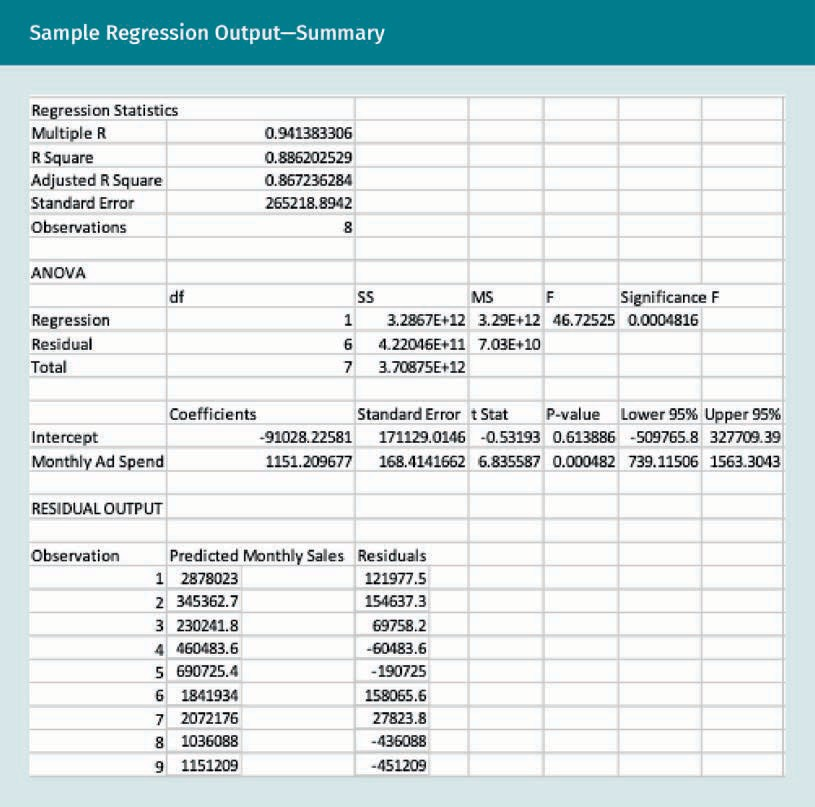 Sample Regression Output—Summary
Regression Statistics
Multiple R 0.941383306
R Square 0.886202529
Adjusted R Square 0.867236284
Standard Error 265218.8942
Observations 8
ANOVA
df SS MS F Significance F
Regression 1 3.2867E+12 3.29E+12 46.72525 0.0004816
Residual 6 4.22046E+11 7.03E+10
Total 7 3.70875E+12
Coefficients Standard Error t Stat P-value Lower 95% Upper 95%
Intercept -91028.22581 171129.0146 -0.53193 0.613886 -509765.8 327709.39
Monthly Ad Spend 1151.209677 168.4141662 6.835587 0.000482 739.11506 1563.3043
RESIDUAL OUTPUT
Observation Predicted Monthly Sales Residuals
1 2878023 121977.5
2 345362.7 154637.3
3 230241.8 69758.2
4 460483.6 -60483.6
5 690725.4 -190725
6 1841934 158065.6
7 2072176 27823.8
8 1036088 -436088
9 1151209 -451209